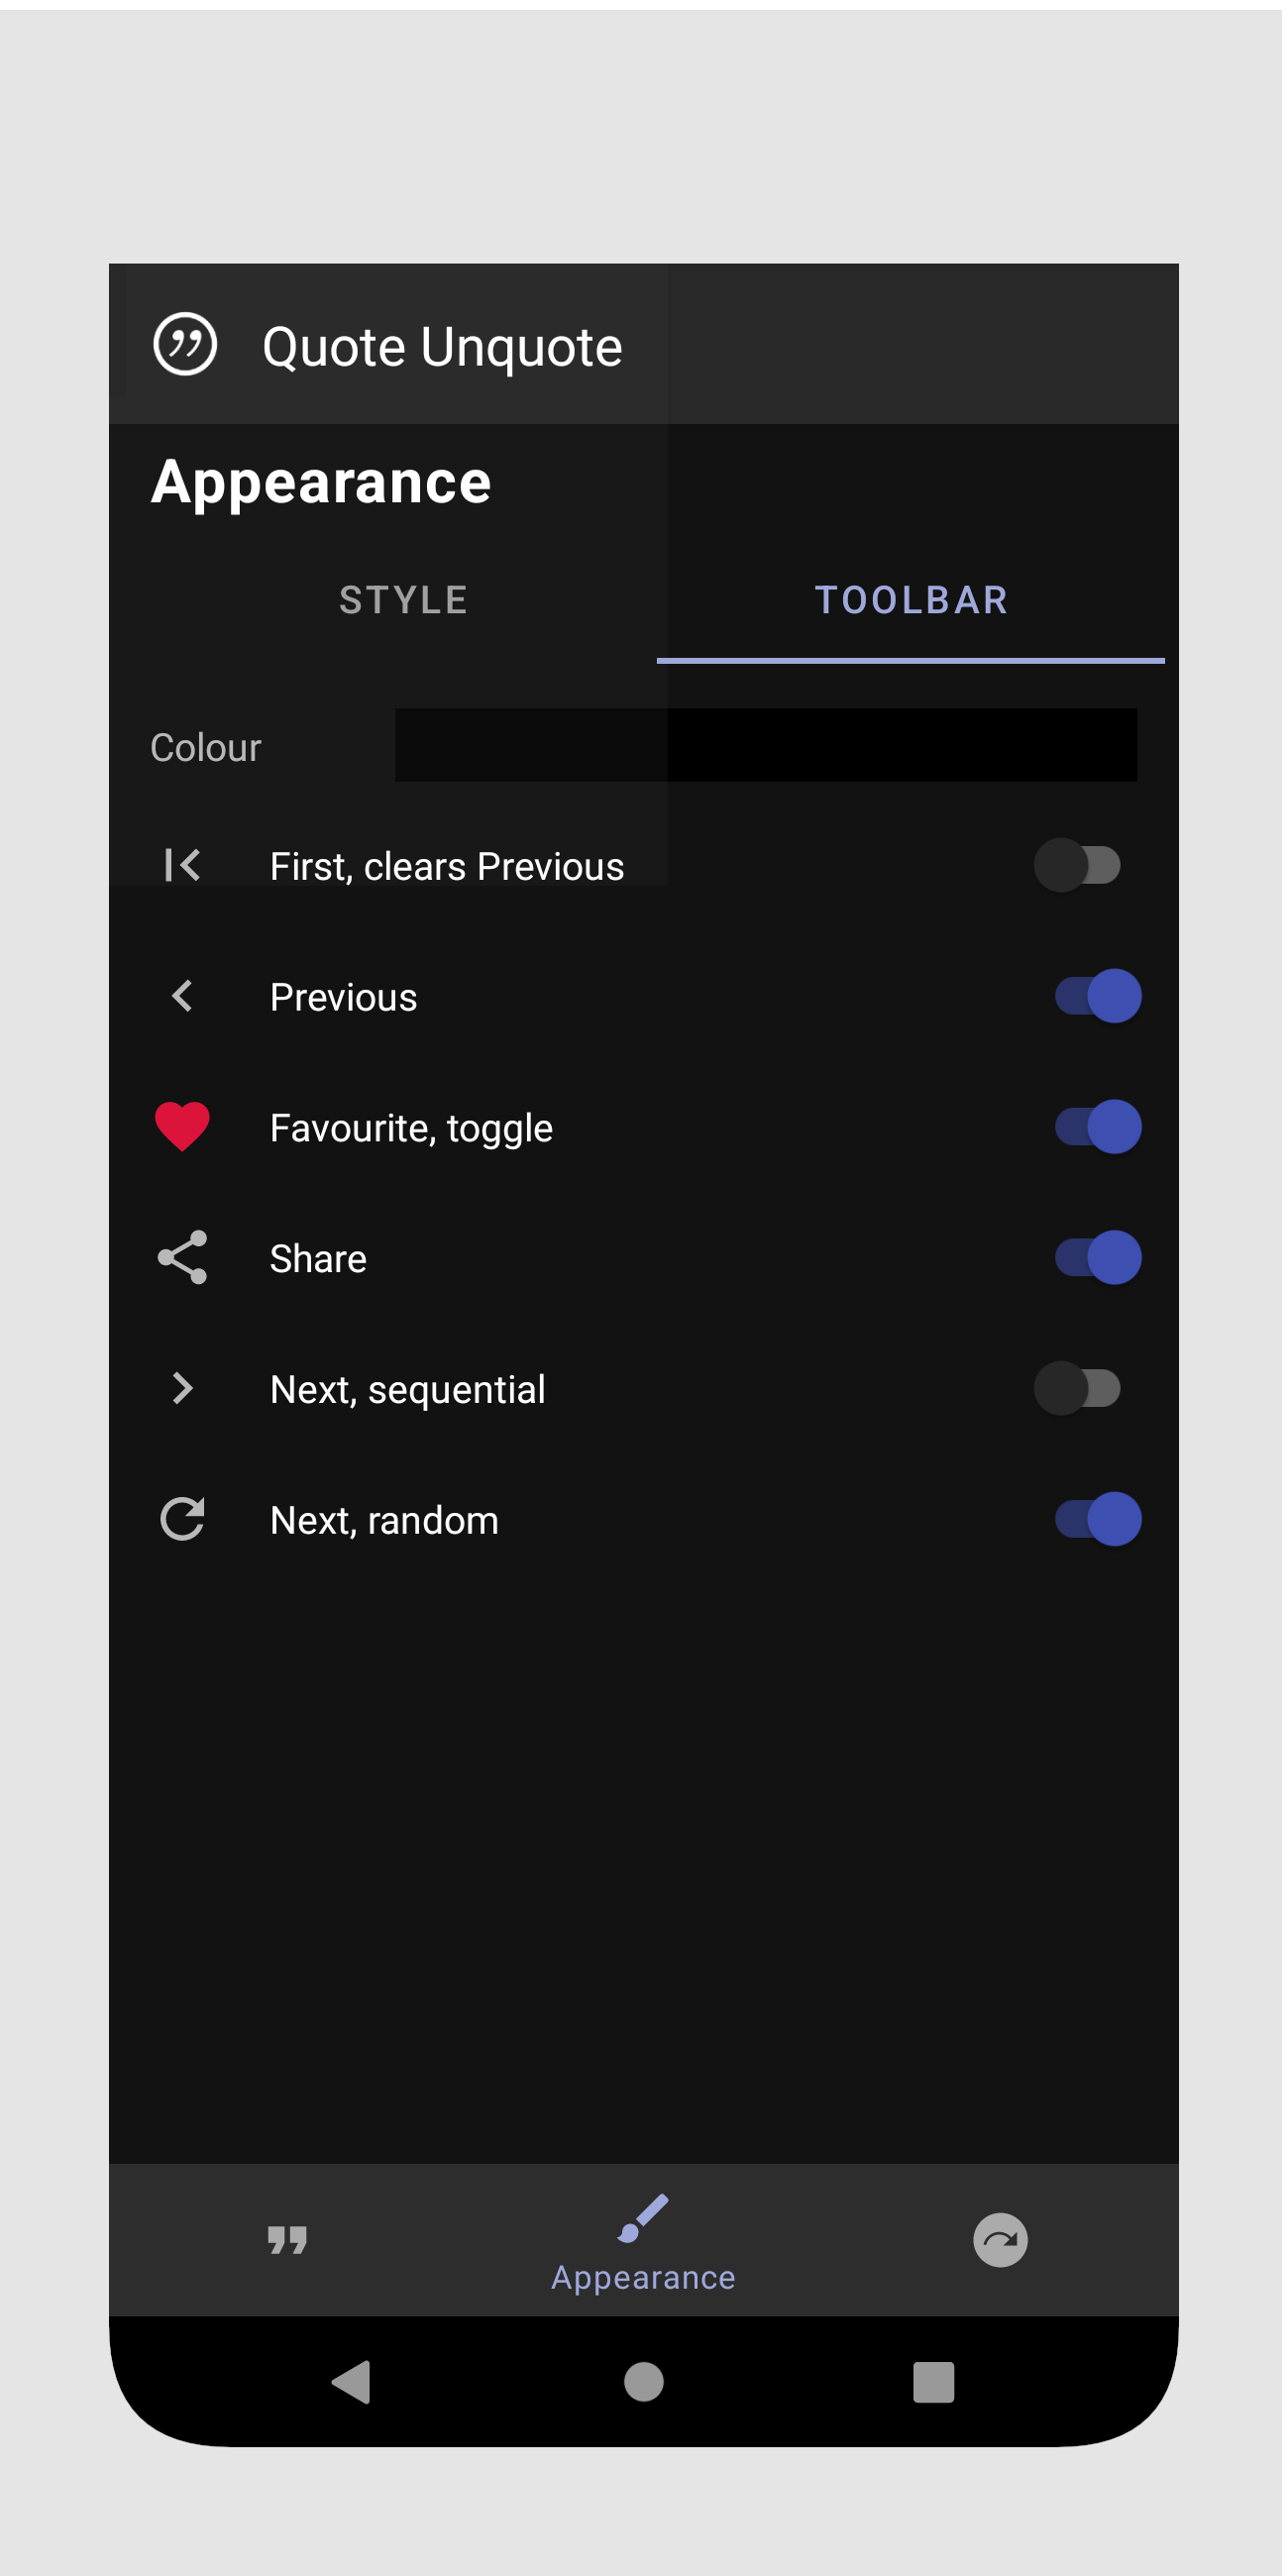 Quote Unquote
Appearance
STYLE TOOLBAR
Colour
First, clears Previous
Previous
Favourite, toggle
Share
Next, sequential
Next, random
Appearance